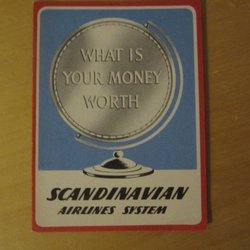 WHAT IS
YOUR MONEY
WORTH
SCANDINAVIAN
AIRLINES SYSTEM